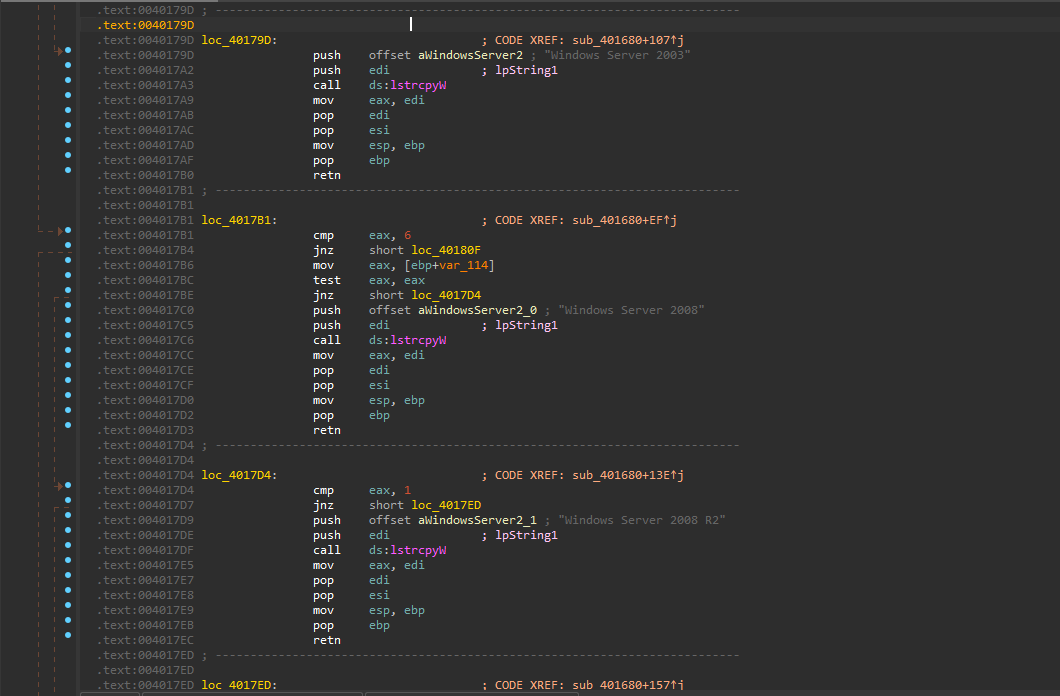 .text:0040179D ; ---------------------------------------------------------------------------
.text:0040179D
.text:0040179D loc_40179D: ; CODE XREF: sub_401680+107↑j
.text:0040179D push offset aWindowsServer2 ; "Windows Server 2003"
.text:004017A2 push edi ; lpString1
.text:004017A3 call ds:lstrcpyW
.text:004017A9 mov eax, edi
.text:004017AB pop edi
.text:004017AC pop esi
.text:004017AD mov esp, ebp
.text:004017AF pop ebp
.text:004017B0 retn
.text:004017B1 ; ---------------------------------------------------------------------------
.text:004017B1
.text:004017B1 loc_4017B1: ; CODE XREF: sub_401680+EF↑j
.text:004017B1 cmp eax, 6
.text:004017B4 jnz short loc_40180F
.text:004017B6 mov eax, [ebp+var_114]
.text:004017BC test eax, eax
.text:004017BE jnz short loc_4017D4
.text:004017C0 push offset aWindowsServer2_0 ; "Windows Server 2008"
.text:004017C5 push edi ; lpString1
.text:004017C6 call ds:lstrcpyW
.text:004017CC mov eax, edi
.text:004017CE pop edi
.text:004017CF pop esi
.text:004017D0 mov esp, ebp
.text:004017D2 pop ebp
.text:004017D3 retn
.text:004017D4 ; ---------------------------------------------------------------------------
.text:004017D4
.text:004017D4 loc_4017D4: ; CODE XREF: sub_401680+13E↑j
.text:004017D4 cmp eax, 1
.text:004017D7 jnz short loc_4017ED
.text:004017D9 push offset aWindowsServer2_1 ; "Windows Server 2008 R2"
.text:004017DE push edi ; lpString1
.text:004017DF call ds:lstrcpyW
.text:004017E5 mov eax, edi
.text:004017E7 pop edi
.text:004017E8 pop esi
.text:004017E9 mov esp, ebp
.text:004017EB pop ebp
.text:004017EC retn
.text:004017ED ; ---------------------------------------------------------------------------
.text:004017ED
.text:004017ED loc_4017ED: ; CODE XREF: sub_401680+157↑j